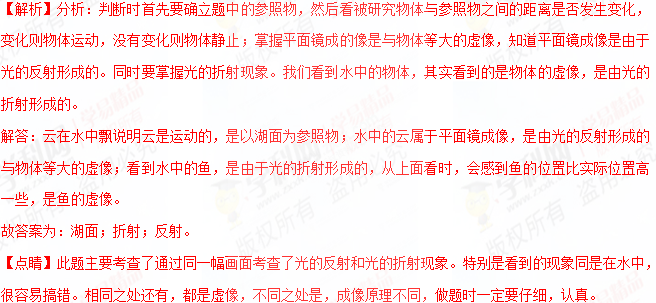 【解析】分析：判断时首先要确立题中的参照物，然后看被研究物体与参照物之间的距离是否发生变化，
变化则物体运动，没有变化则物体静止；掌握平面镜成的像是与物体等大的虚像，知道平面镜成像是由于
光的反射形成的。同时要掌握光的折射现象。我们看到水中的物体，其实看到的是物体的虚像，是由光的
折射形成的。
解答：云在水中飘说明云是运动的，是以湖面为参照物；水中的云属于平面镜成像，是由光的反射形成的
与物体等大的虚像；看到水中的鱼，是由于光的折射形成的，从上面看时，会感到鱼的位置比实际位置高
一些，是鱼的虚像。
故答案为：湖面；折射；反射。
【点睛】此题主要考查了通过同一幅画面考查了光的反射和光的折射现象。特别是看到的现象同是在水中，
很容易搞错。相同之处还有，都是虚像，不同之处是，成像原理不同，做题时一定要仔细，认真。